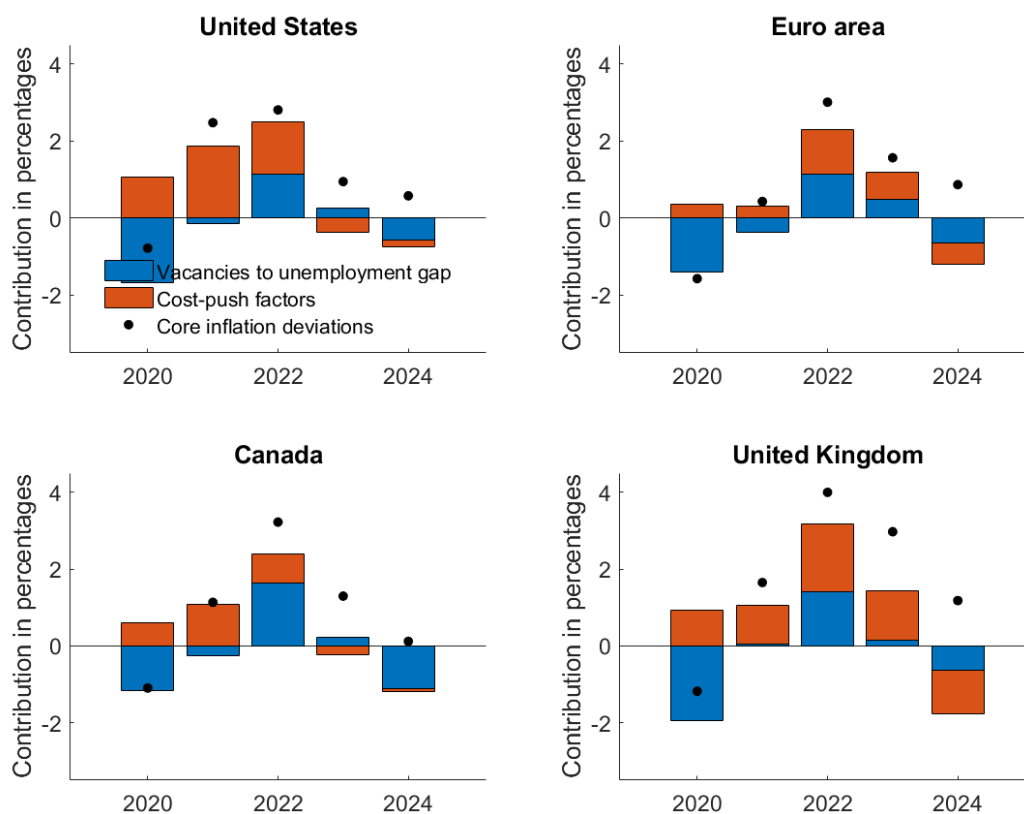 United States
Contribution in percentages
4
2
0
-2
Vacancies to unemployment gap
Cost-push factors
Core inflation deviations
2020
2022
2024
Euro area
Contribution in percentages
4
2
0
-2
2020
2022
2024
Canada
Contribution in percentages
4
2
0
-2
2020
2022
2024
United Kingdom
Contribution in percentages
4
2
0
-2
2020
2022
2024